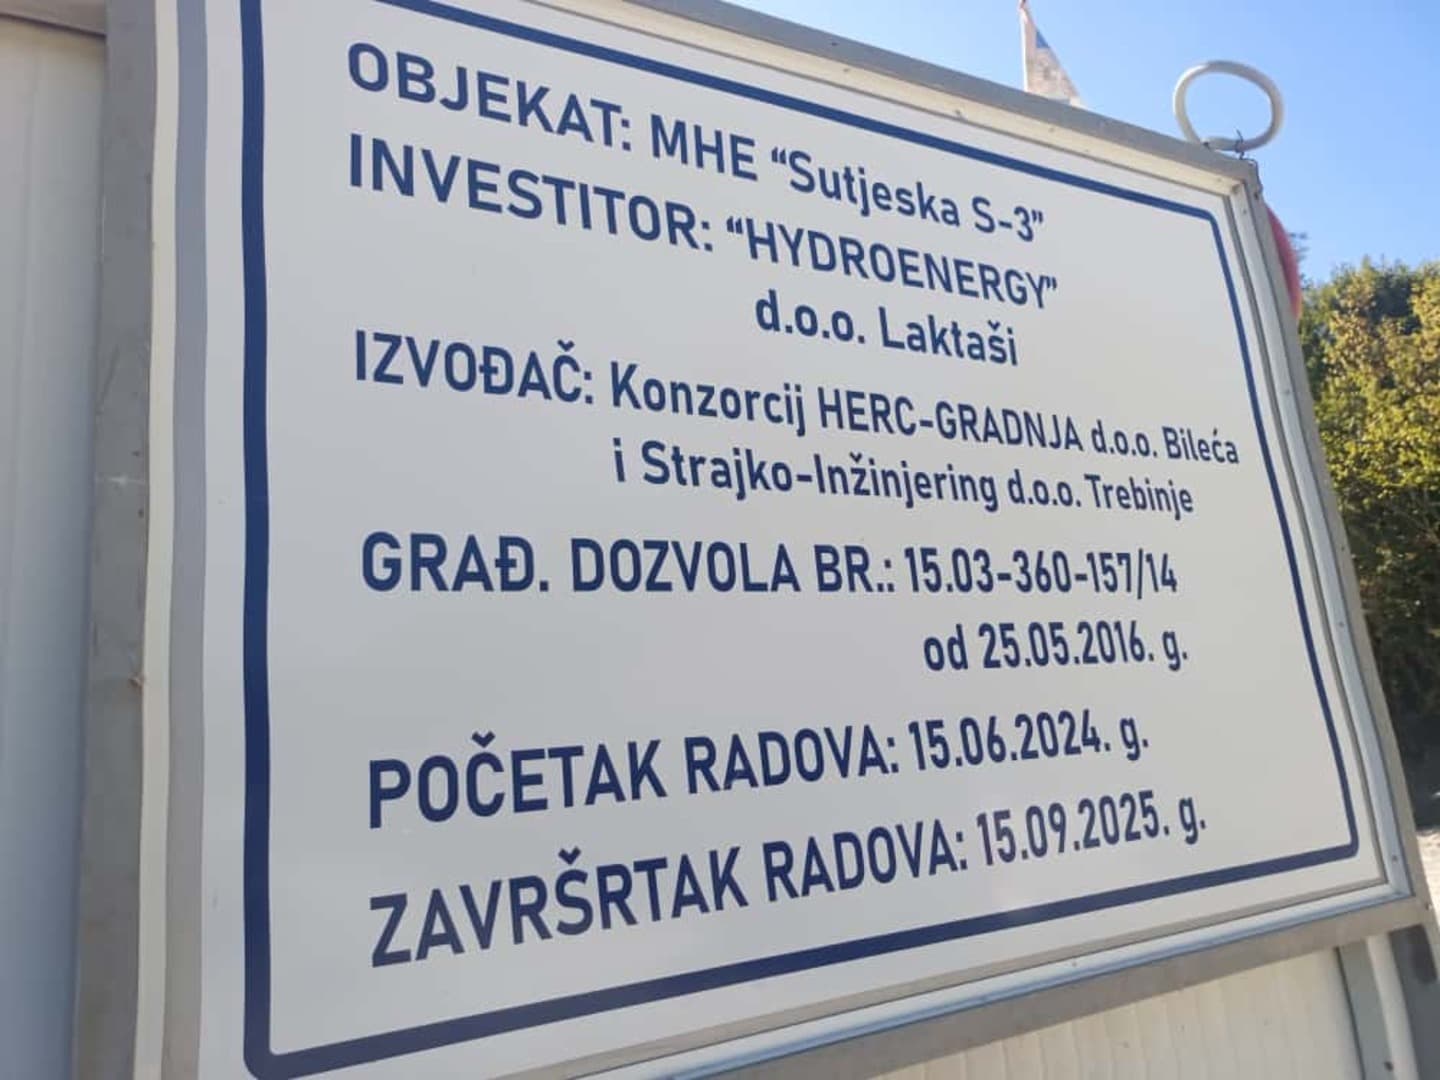 OBJEKAT: MHE “Sutjeska S-3”
INVESTITOR: “HYDROENERGY”
d.o.o. Laktaši
IZVOĐAČ: Konzorcij HERC-GRADNJA d.o.o. Bileća
i Strajko-Inžinjering d.o.o. Trebinje
GRAĐ. DOZVOLA BR.: 15.03-360-157/14
od 25.05.2016. g.
POČETAK RADOVA: 15.06.2024. g.
ZAVRŠRTAK RADOVA: 15.09.2025. g.